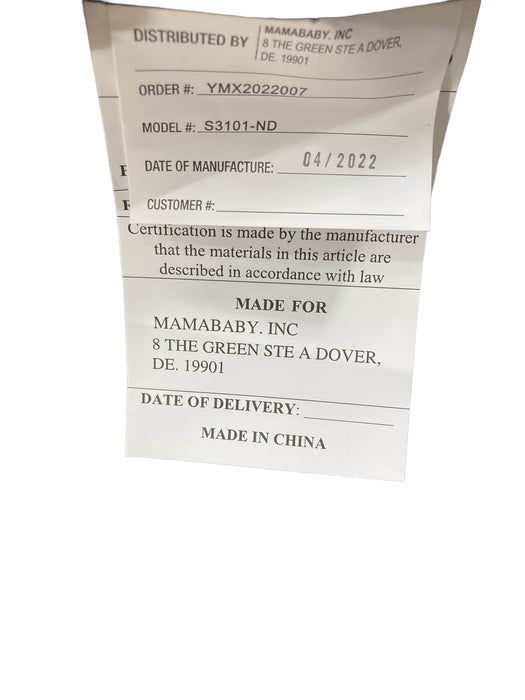 DISTRIBUTED BY
MAMABABY. INC
8 THE GREEN STE A DOVER,
DE. 19901
ORDER #: YMX2022007
MODEL #: S3101-ND
DATE OF MANUFACTURE: 04/2022
CUSTOMER #:
Certification is made by the manufacturer
that the materials in this article are
described in accordance with law
MADE FOR
MAMABABY. INC
8 THE GREEN STE A DOVER,
DE. 19901
DATE OF DELIVERY:
MADE IN CHINA